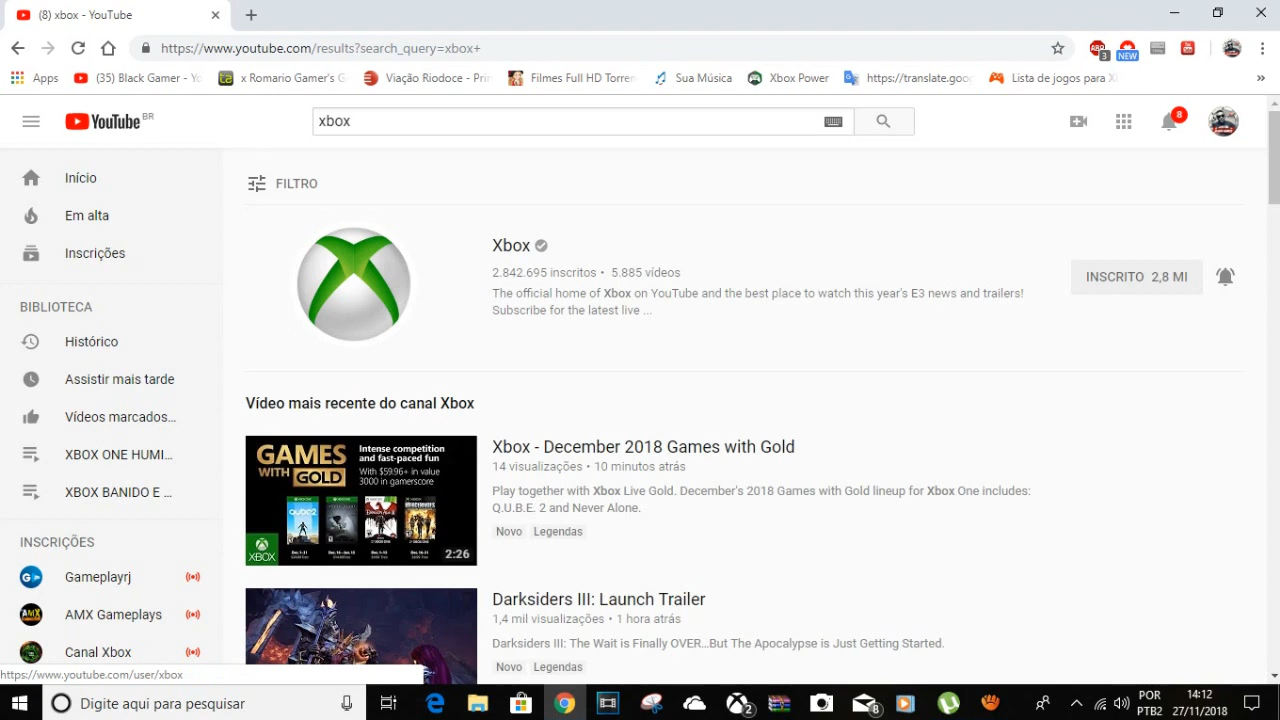 (8) xbox - YouTube
https://www.youtube.com/results?search_query=xbox+
ABP 3
NEW
Apps
(35) Black Gamer - Yo
x Romario Gamer's G
Viação Riodoce - Prin
Filmes Full HD Torren
Sua Música
Xbox Power
https://translate.goog
Lista de jogos para X
»
YouTube BR
xbox
8
Início
Em alta
Inscrições
BIBLIOTECA
Histórico
Assistir mais tarde
Vídeos marcados...
XBOX ONE HUMI...
XBOX BANIDO E ...
INSCRIÇÕES
Gameplayrj
AMX Gameplays
Canal Xbox
https://www.youtube.com/user/xbox
FILTRO
Xbox
2.842.695 inscritos • 5.885 vídeos
The official home of Xbox on YouTube and the best place to watch this year's E3 news and trailers!
Subscribe for the latest live ...
INSCRITO 2,8 MI
Vídeo mais recente do canal Xbox
GAMES
WITH GOLD
Intense competition
and fast-paced fun
With $59.96+ in value
3000 in gamerscore
XBOX
2:26
Xbox - December 2018 Games with Gold
14 visualizações • 10 minutos atrás
Play together with Xbox Live Gold. December's 2018 Games with Gold lineup for Xbox One includes:
Q.U.B.E. 2 and Never Alone.
Novo Legendas
Darksiders III: Launch Trailer
1,4 mil visualizações • 1 hora atrás
Darksiders III: The Wait is Finally OVER...But The Apocalypse is Just Getting Started.
Novo Legendas
Digite aqui para pesquisar
2
8
POR
PTB2
14:12
27/11/2018